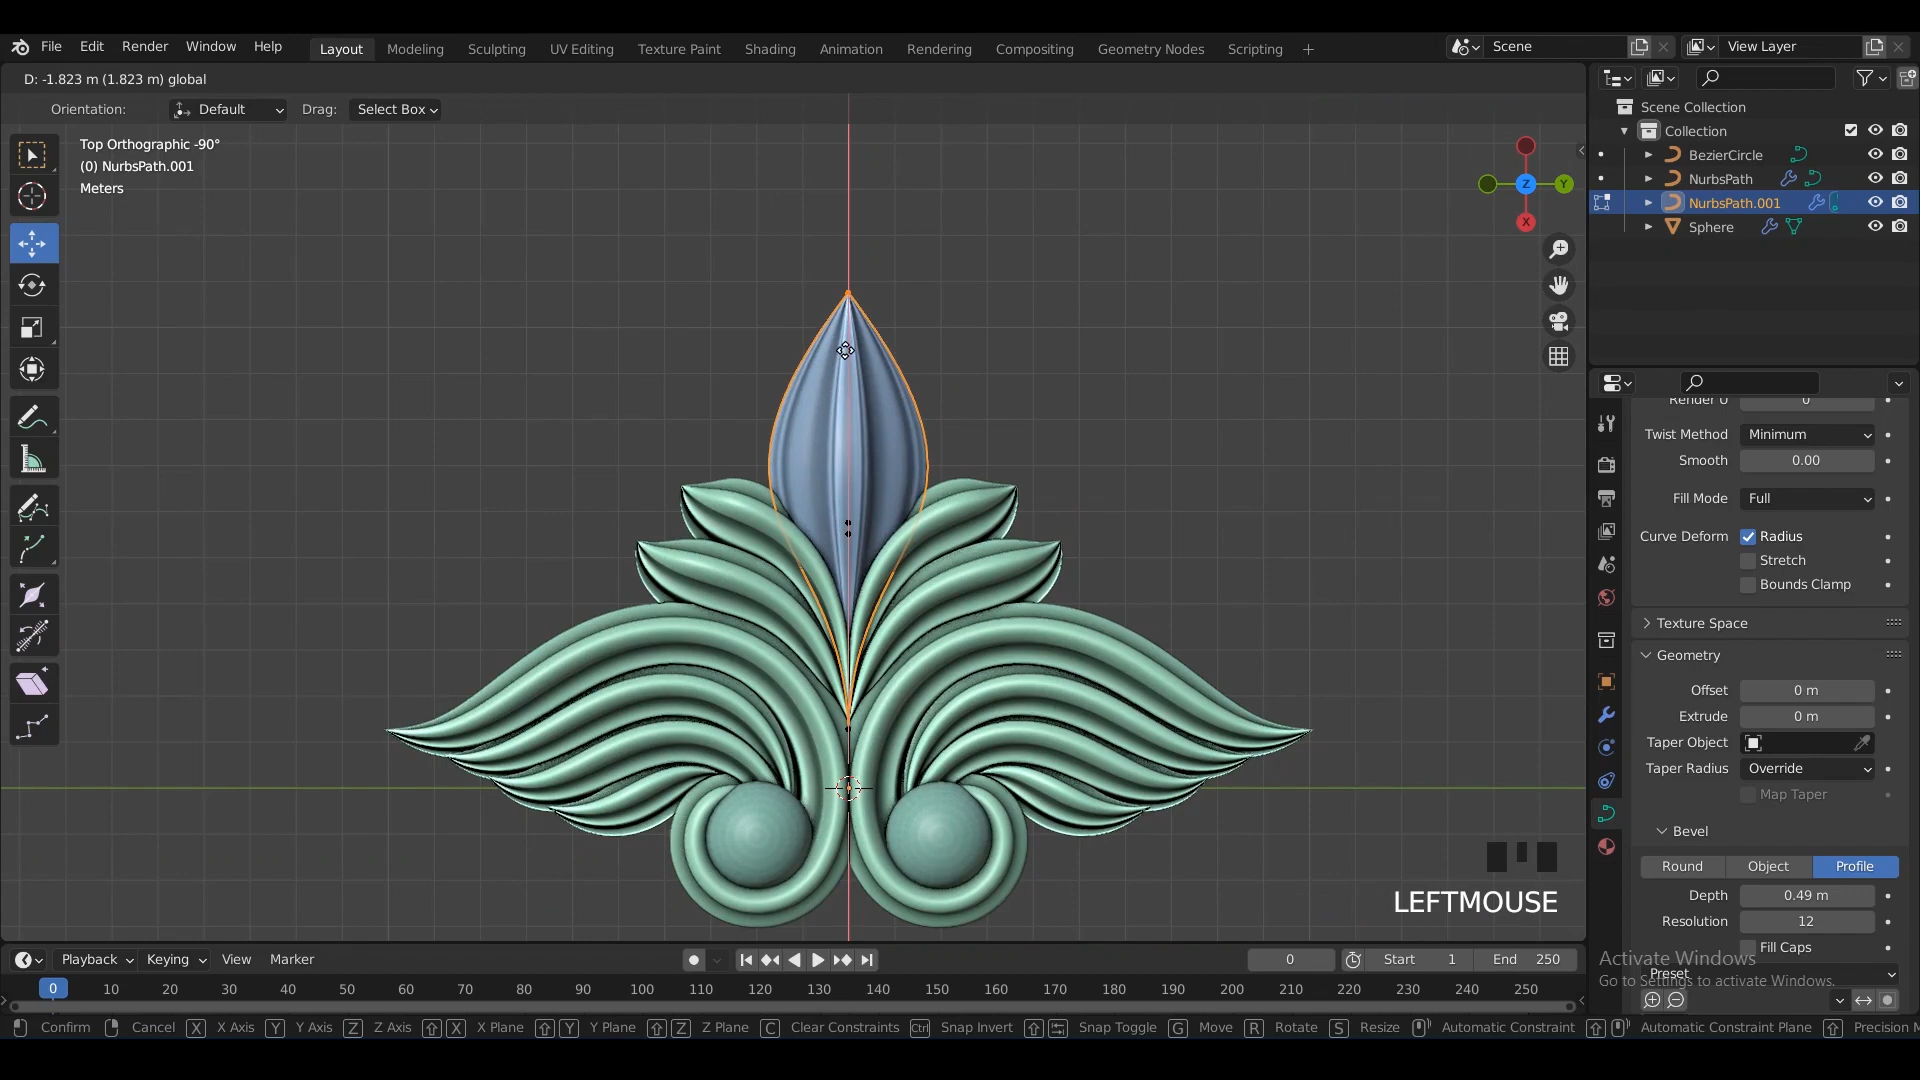 File Edit Render Window Help Layout Modeling Sculpting UV Editing Texture Paint Shading Animation Rendering Compositing Geometry Nodes Scripting Scene View Layer
D: -1.823 m (1.823 m) global
Orientation: Default Drag: Select Box
Top Orthographic -90°
(0) NurbsPath.001
Meters
Z Y X
LEFTMOUSE
Scene Collection
Collection
BezierCircle
NurbsPath
NurbsPath.001
Sphere
Render U 0
Twist Method Minimum
Smooth 0.00
Fill Mode Full
Curve Deform Radius
Stretch
Bounds Clamp
Texture Space
Geometry
Offset 0 m
Extrude 0 m
Taper Object
Taper Radius Override
Map Taper
Bevel
Round Object Profile
Depth 0.49 m
Resolution 12
Fill Caps
Activate Windows
Preset
Go to Settings to activate Windows.
Playback Keying View Marker 0 Start 1 End 250
0 10 20 30 40 50 60 70 80 90 100 110 120 130 140 150 160 170 180 190 200 210 220 230 240 250
Confirm Cancel X X Axis Y Y Axis Z Z Axis X X Plane Y Y Plane Z Z Plane C Clear Constraints Ctrl Snap Invert Snap Toggle G Move R Rotate S Resize Automatic Constraint Automatic Constraint Plane Precision M